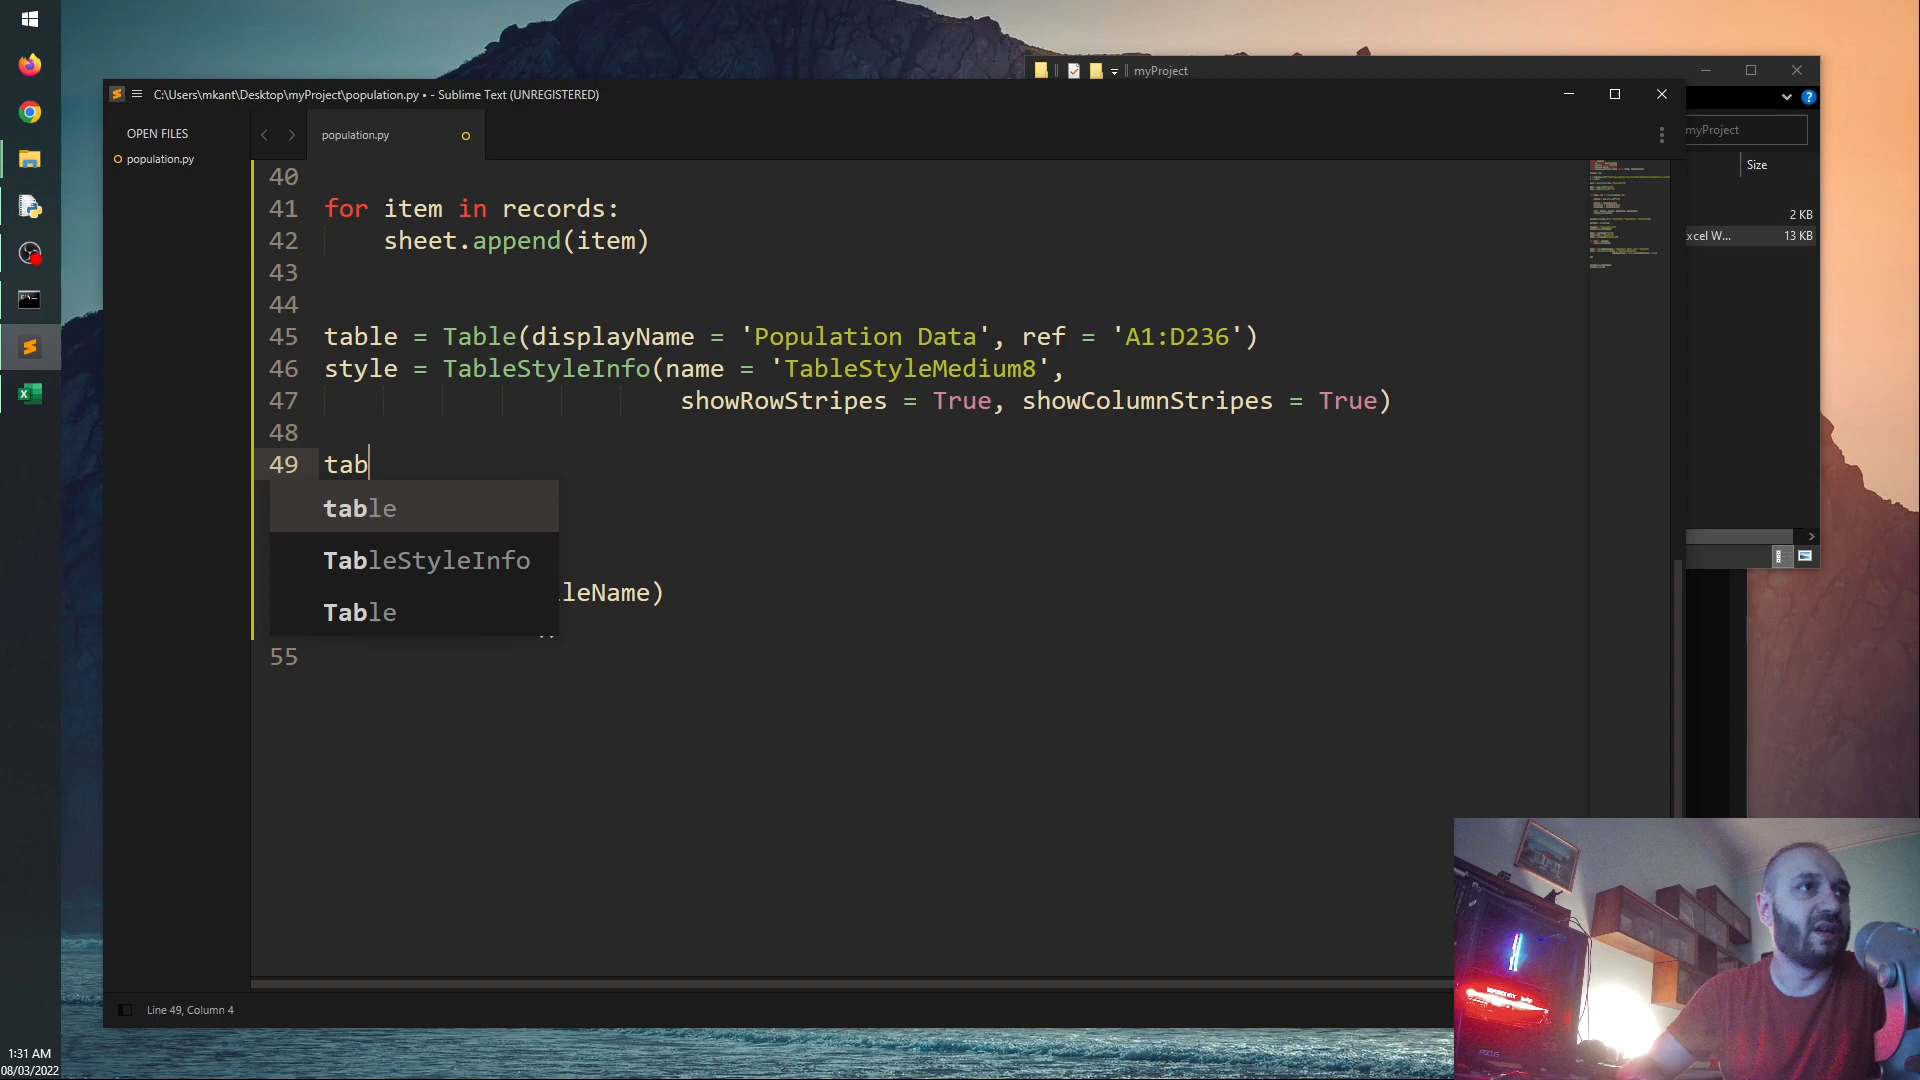 myProject
C:\Users\mkant\Desktop\myProject\population.py • - Sublime Text (UNREGISTERED)
OPEN FILES
population.py
population.py
myProject
Size
2 KB
xcel W...
13 KB
40
41 for item in records:
42 sheet.append(item)
43
44
45 table = Table(displayName = 'Population Data', ref = 'A1:D236')
46 style = TableStyleInfo(name = 'TableStyleMedium8',
47 showRowStripes = True, showColumnStripes = True)
48
49 tab
table
TableStyleInfo
leName)
Table
55
Line 49, Column 4
1:31 AM
08/03/2022